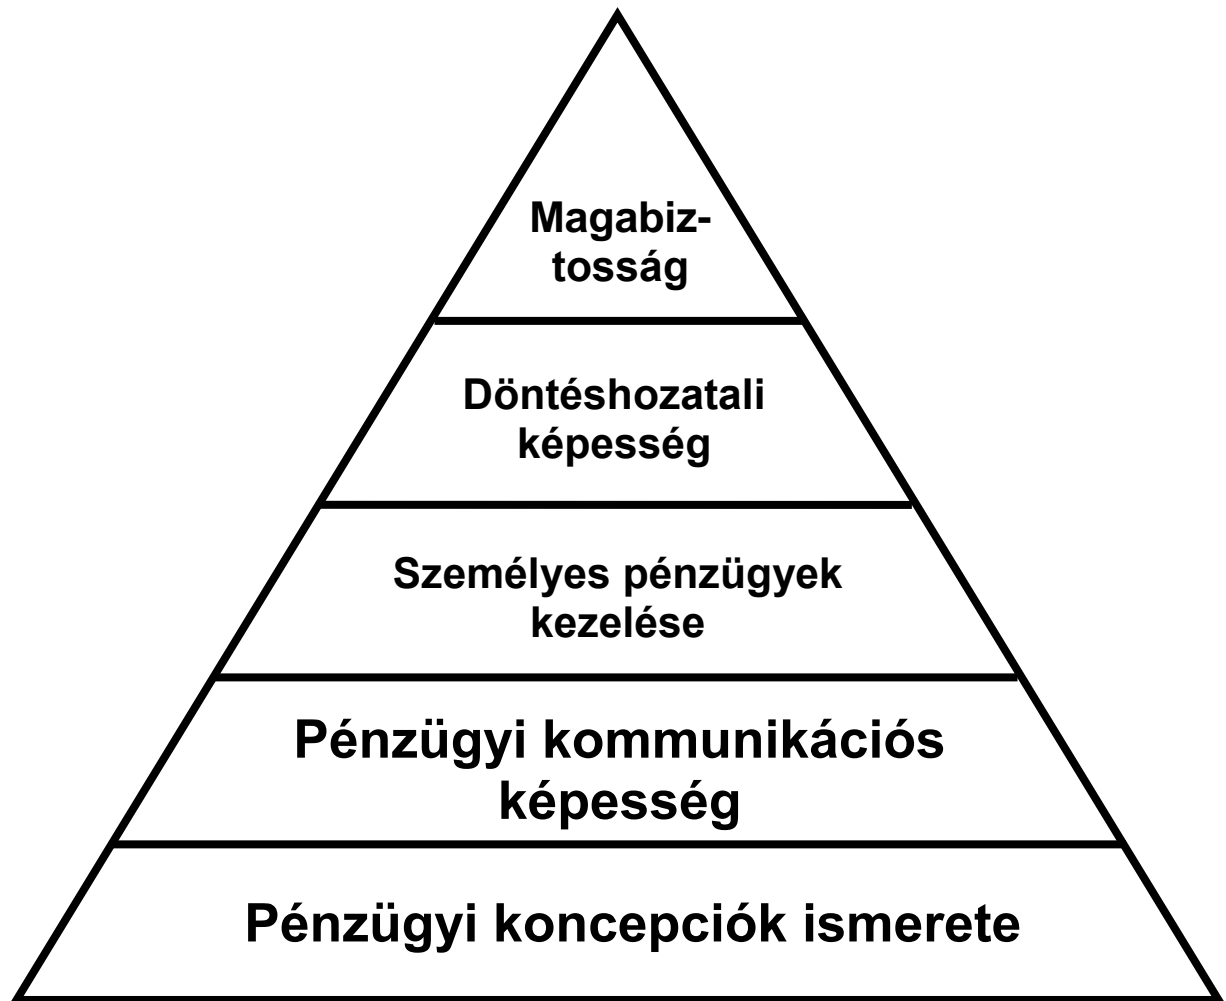 Magabiz-
tosság
Döntéshozatali
képesség
Személyes pénzügyek
kezelése
Pénzügyi kommunikációs
képesség
Pénzügyi koncepciók ismerete